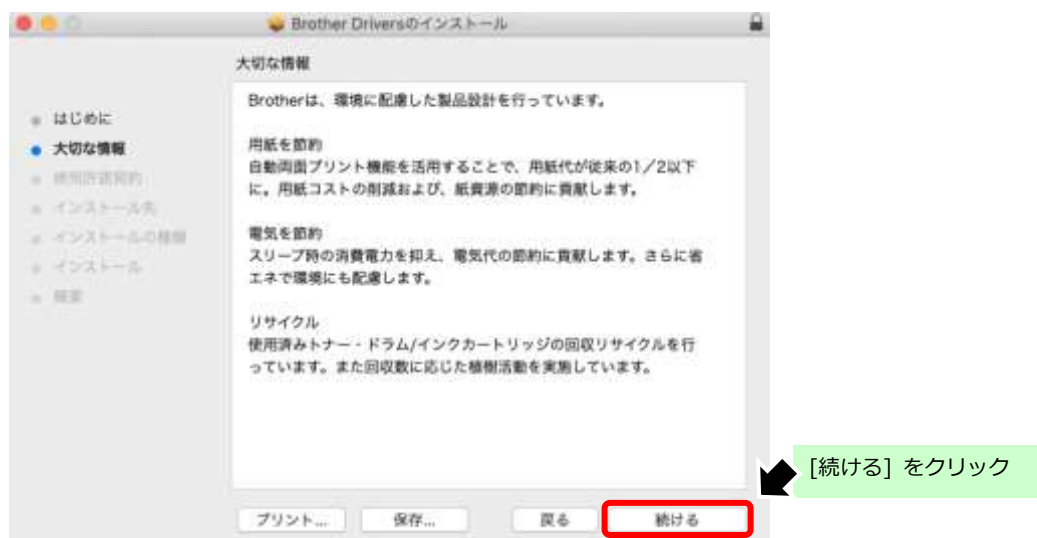 Brother Driversのインストール
大切な情報
はじめに
大切な情報
使用許諾契約
インストール先
インストールの種類
インストール
概要
Brotherは、環境に配慮した製品設計を行っています。
用紙を節約
自動両面プリント機能を活用することで、用紙代が従来の1／2以下
に。用紙コストの削減および、紙資源の節約に貢献します。
電気を節約
スリープ時の消費電力を抑え、電気代の節約に貢献します。さらに省
エネで環境にも配慮します。
リサイクル
使用済みトナー・ドラム/インクカートリッジの回収リサイクルを行
っています。また回収数に応じた植樹活動を実施しています。
プリント...
保存...
戻る
続ける
[続ける] をクリック